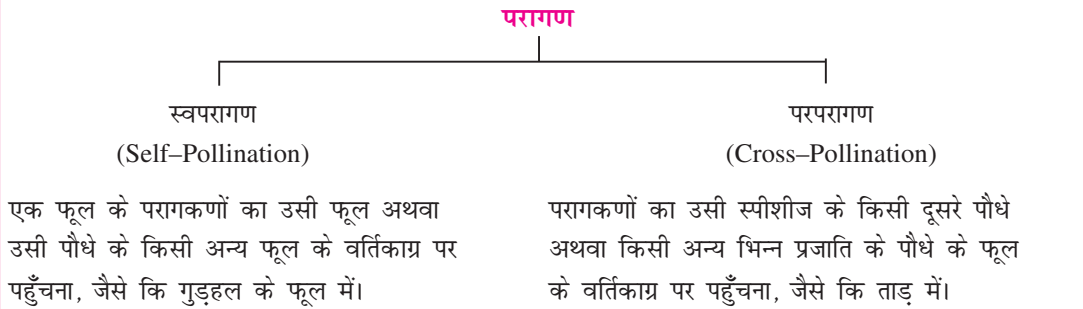 परागण
स्वपरागण
(Self–Pollination)
एक फूल के परागकणों का उसी फूल अथवा
उसी पौधे के किसी अन्य फूल के वर्तिकाग्र पर
पहुँचना, जैसे कि गुड़हल के फूल में।
परपरागण
(Cross–Pollination)
परागकणों का उसी स्पीशीज के किसी दूसरे पौधे
अथवा किसी अन्य भिन्न प्रजाति के पौधे के फूल
के वर्तिकाग्र पर पहुँचना, जैसे कि ताड़ में।